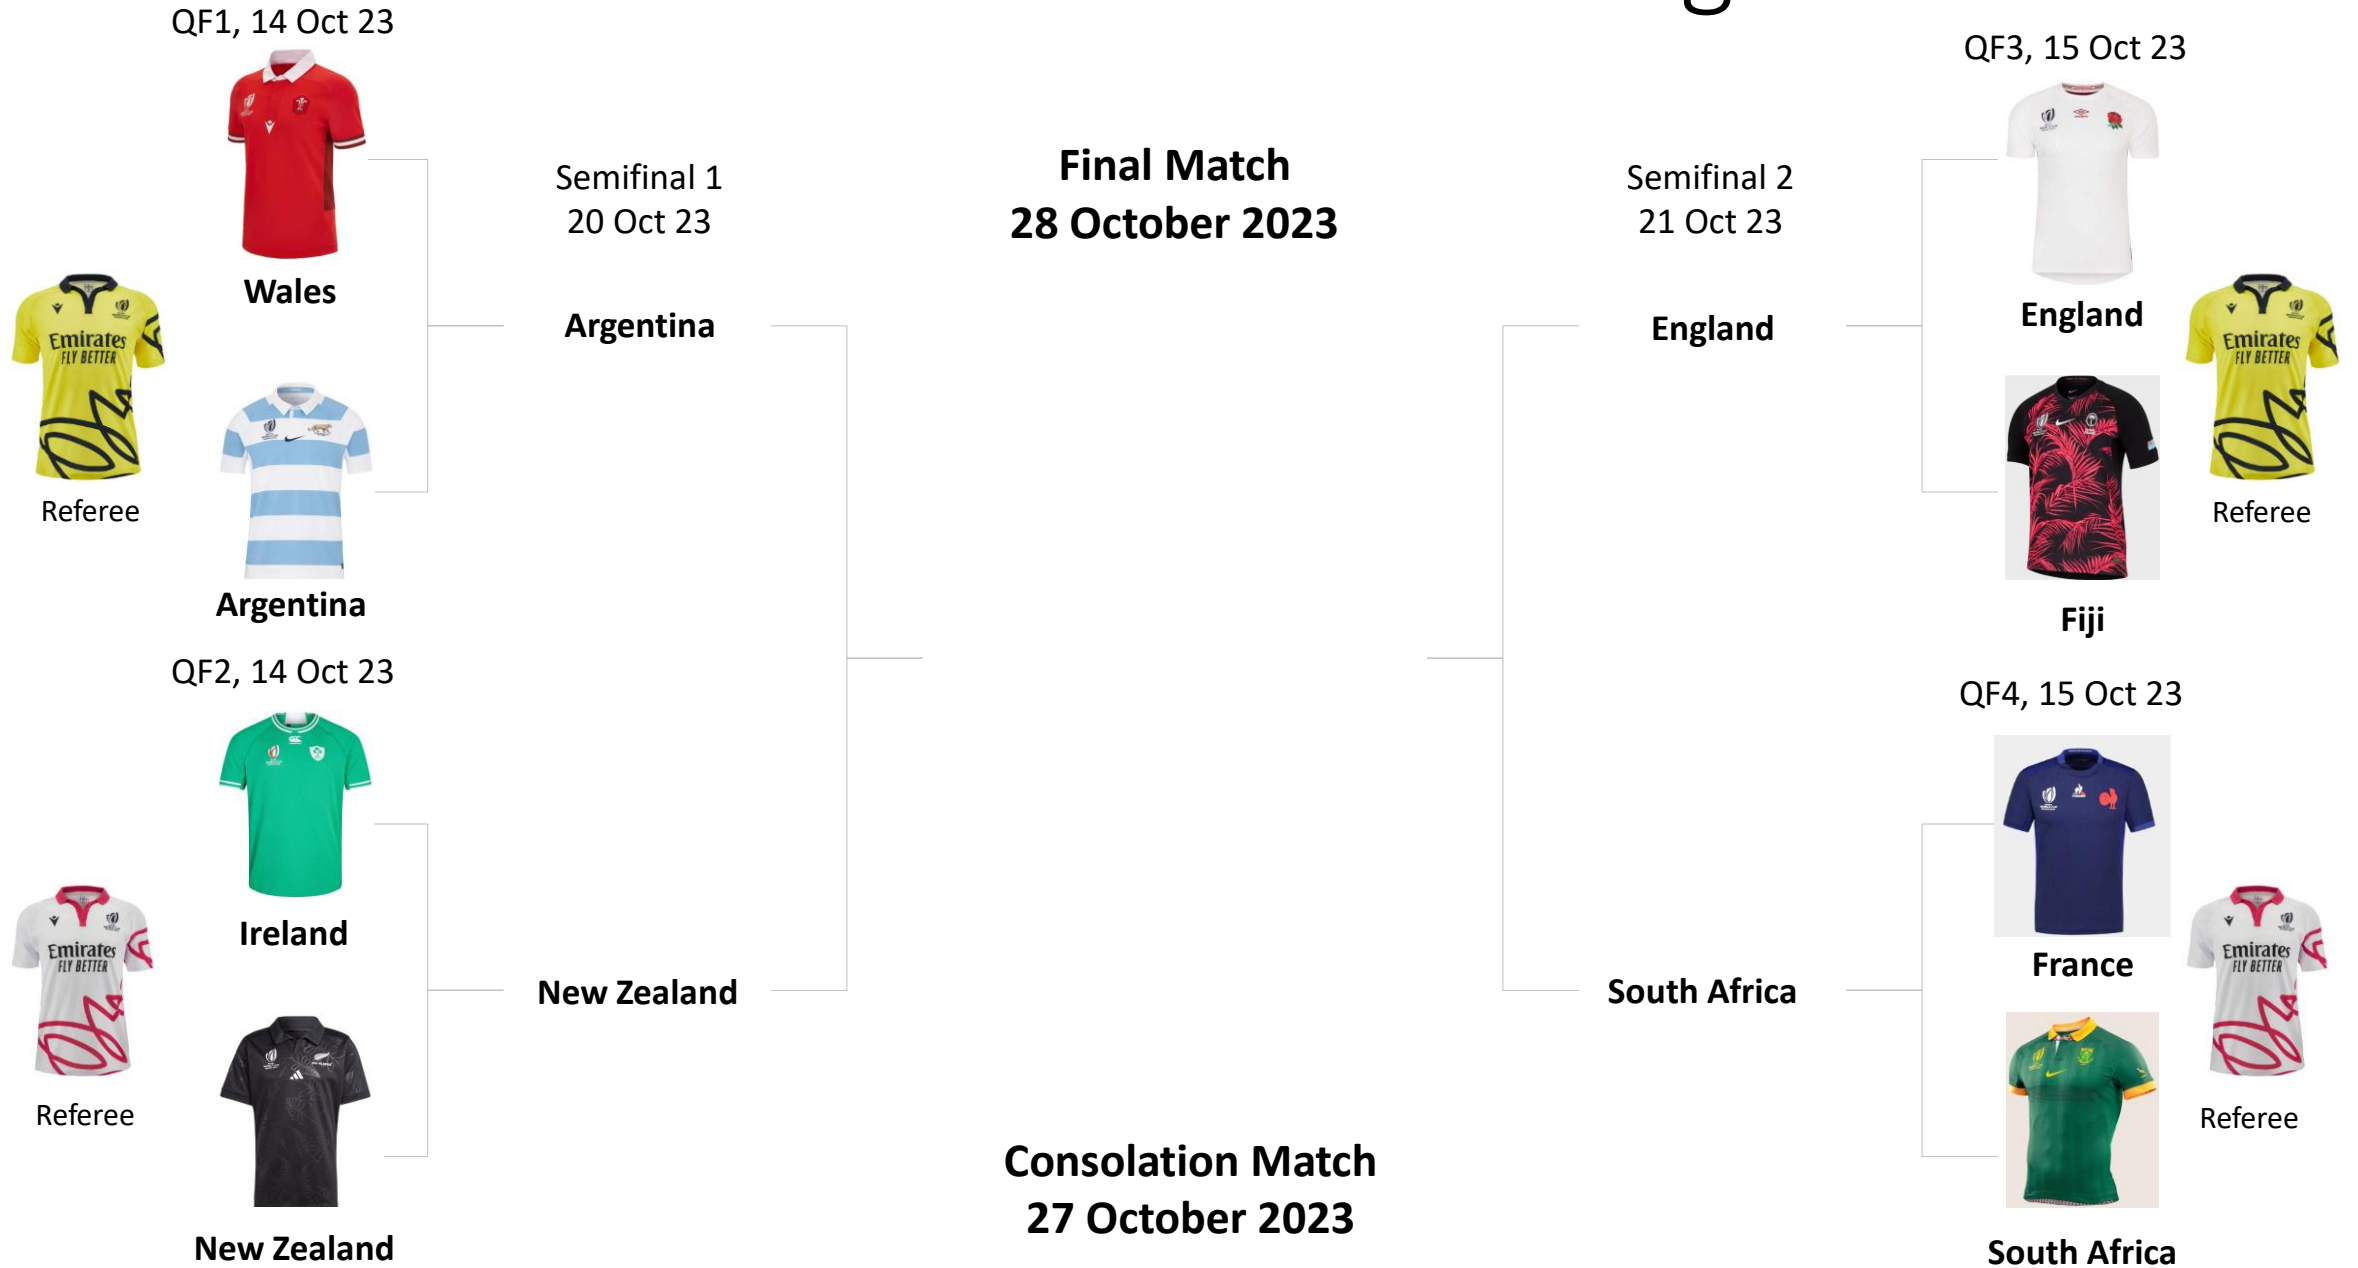 QF1, 14 Oct 23
Wales
Emirates
FLY BETTER
Referee
Argentina
QF2, 14 Oct 23
Ireland
Emirates
FLY BETTER
Referee
New Zealand
Semifinal 1
20 Oct 23
Argentina
New Zealand
Final Match
28 October 2023
Consolation Match
27 October 2023
Semifinal 2
21 Oct 23
England
South Africa
QF3, 15 Oct 23
England
Emirates
FLY BETTER
Referee
Fiji
QF4, 15 Oct 23
France
Emirates
FLY BETTER
Referee
South Africa